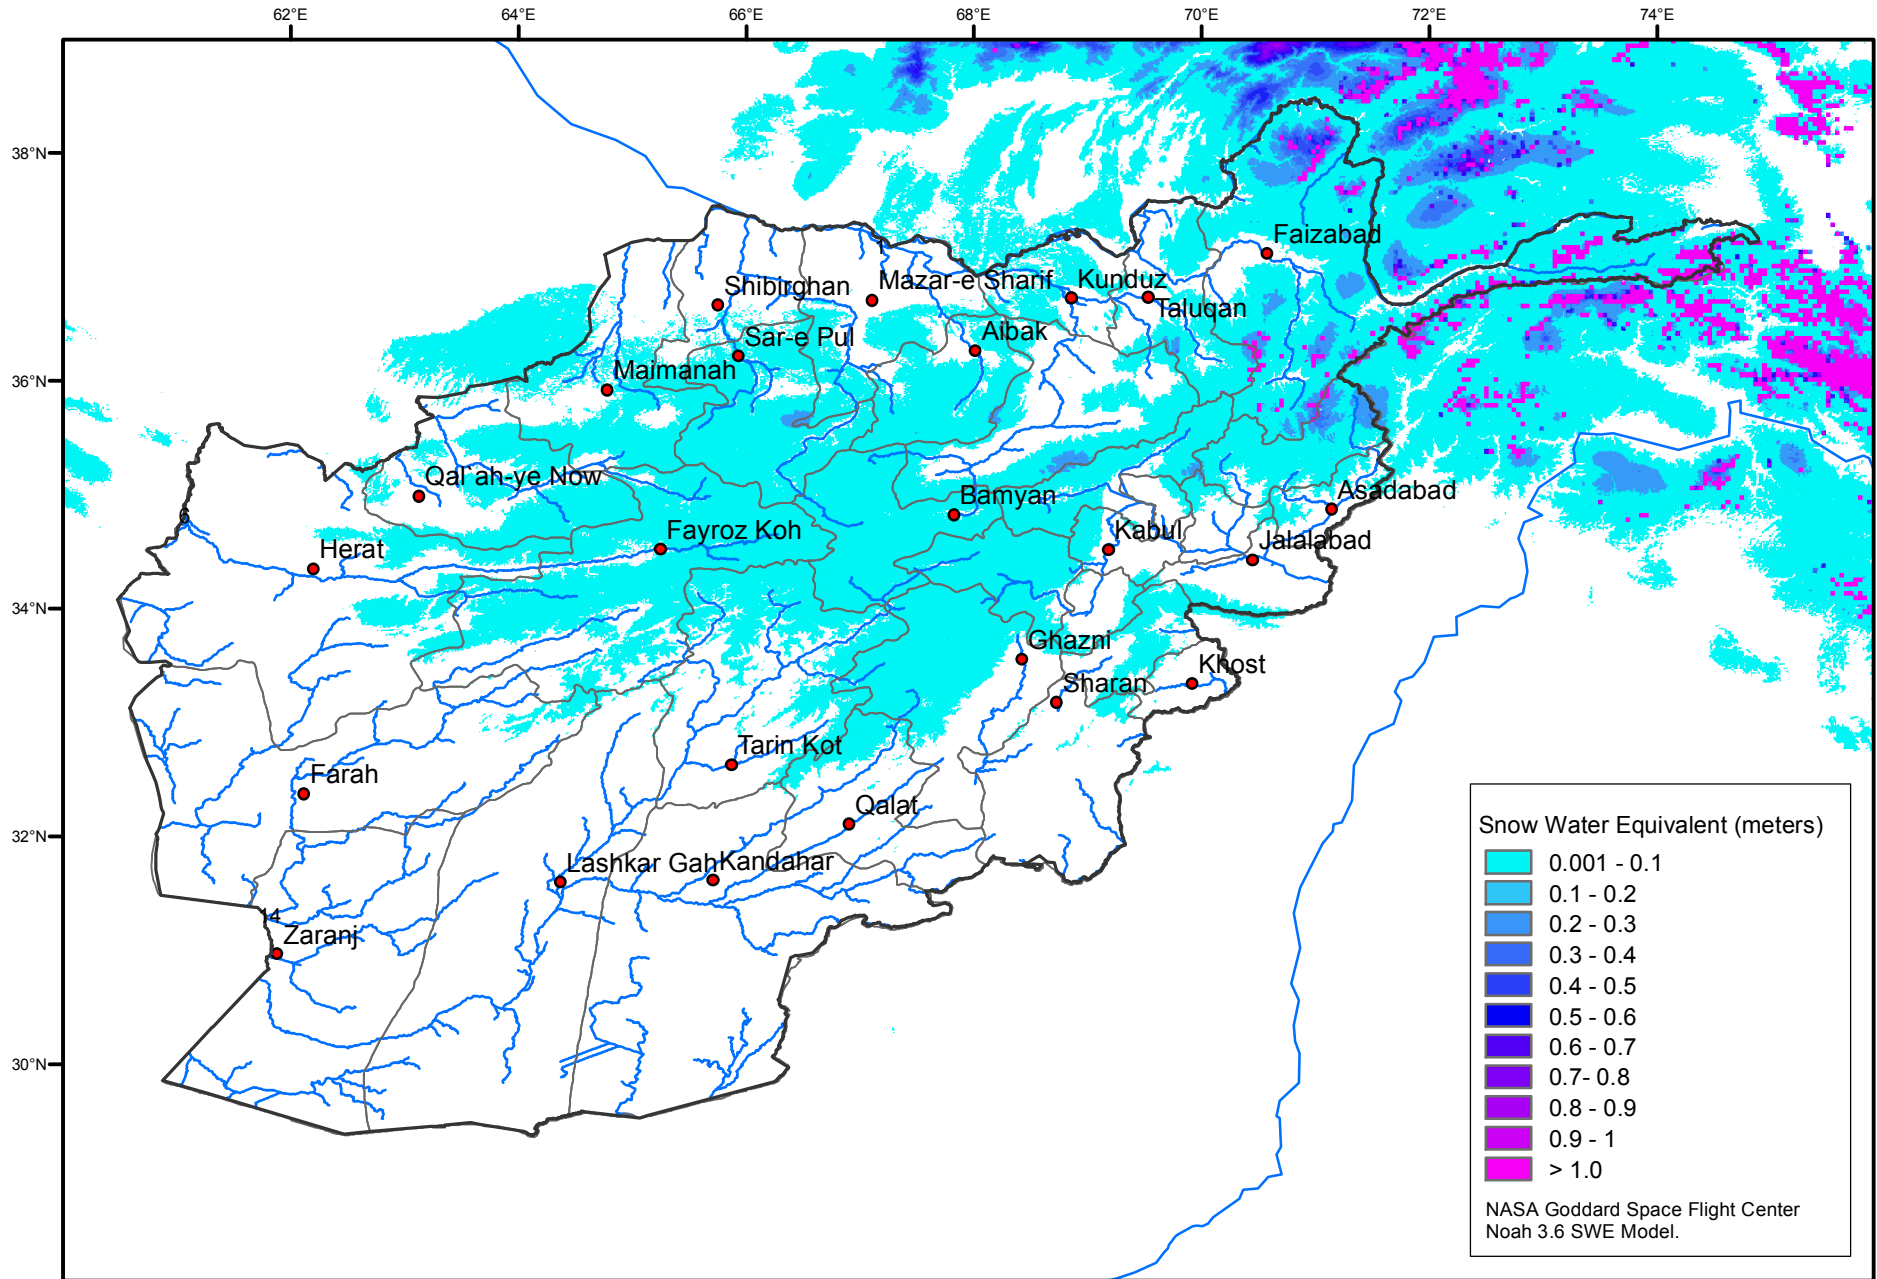 62°E
64°E
66°E
68°E
70°E
72°E
74°E
38°N
36°N
34°N
32°N
30°N
Faizabad
1
Shibirghan
Mazar-e Sharif
Kunduz
Taluqan
Sar-e Pul
Aibak
Maimanah
Qal'ah-ye Now
Bamyan
Asadabad
6
Herat
Fayroz Koh
Kabul
Jalalabad
Ghazni
Sharan
Khost
Tarin Kot
Farah
Qalat
Lashkar Gah
Kandahar
14
Zaranj
Snow Water Equivalent (meters)
0.001 - 0.1
0.1 - 0.2
0.2 - 0.3
0.3 - 0.4
0.4 - 0.5
0.5 - 0.6
0.6 - 0.7
0.7- 0.8
0.8 - 0.9
0.9 - 1
> 1.0
NASA Goddard Space Flight Center
Noah 3.6 SWE Model.